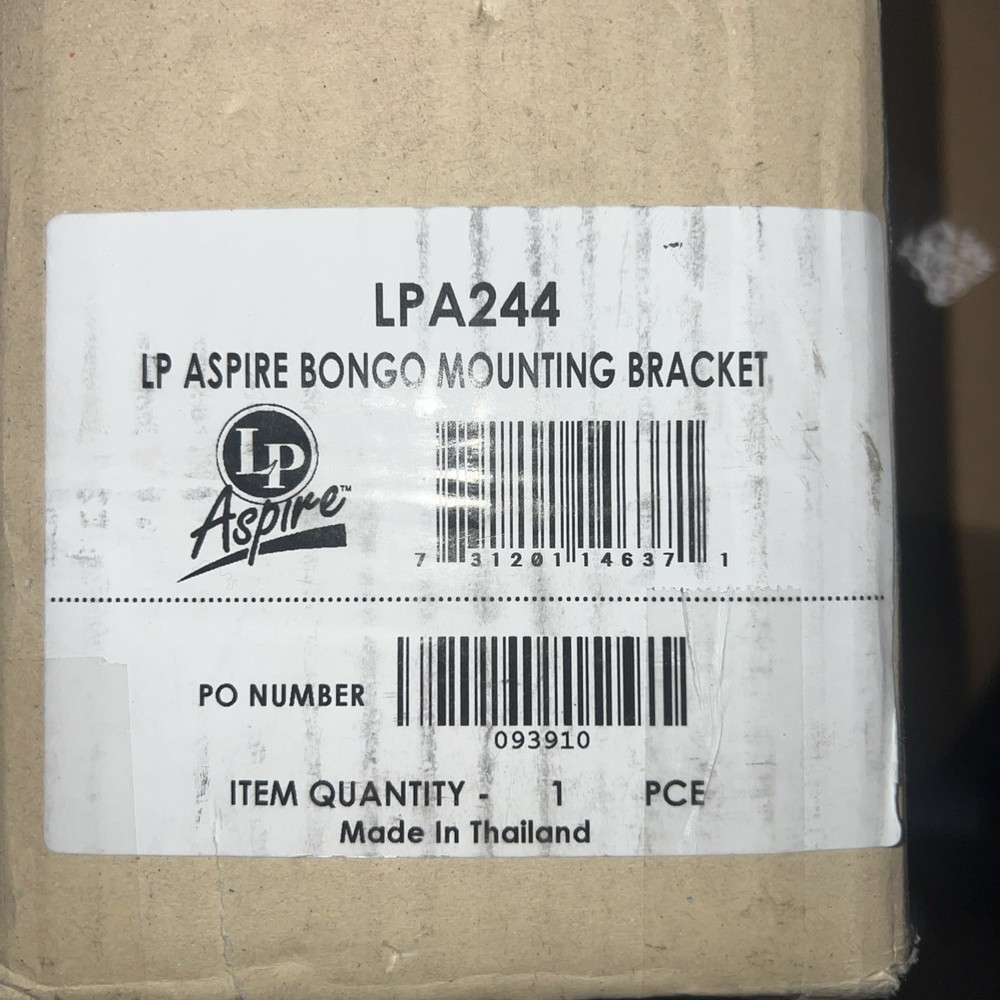 LPA244
LP ASPIRE BONGO MOUNTING BRACKET
LP
Aspire™
7 31201 14637 1
PO NUMBER
093910
ITEM QUANTITY - 1 PCE
Made In Thailand